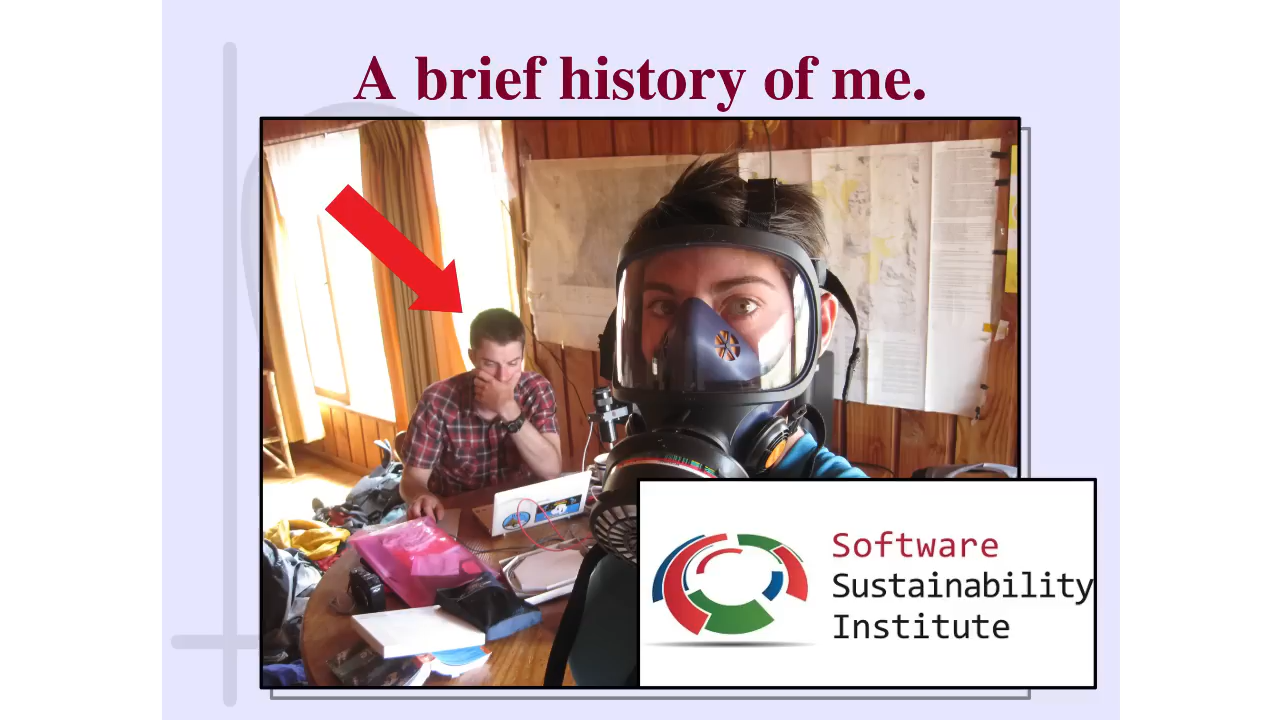 A brief history of me.
Software
Sustainability
Institute